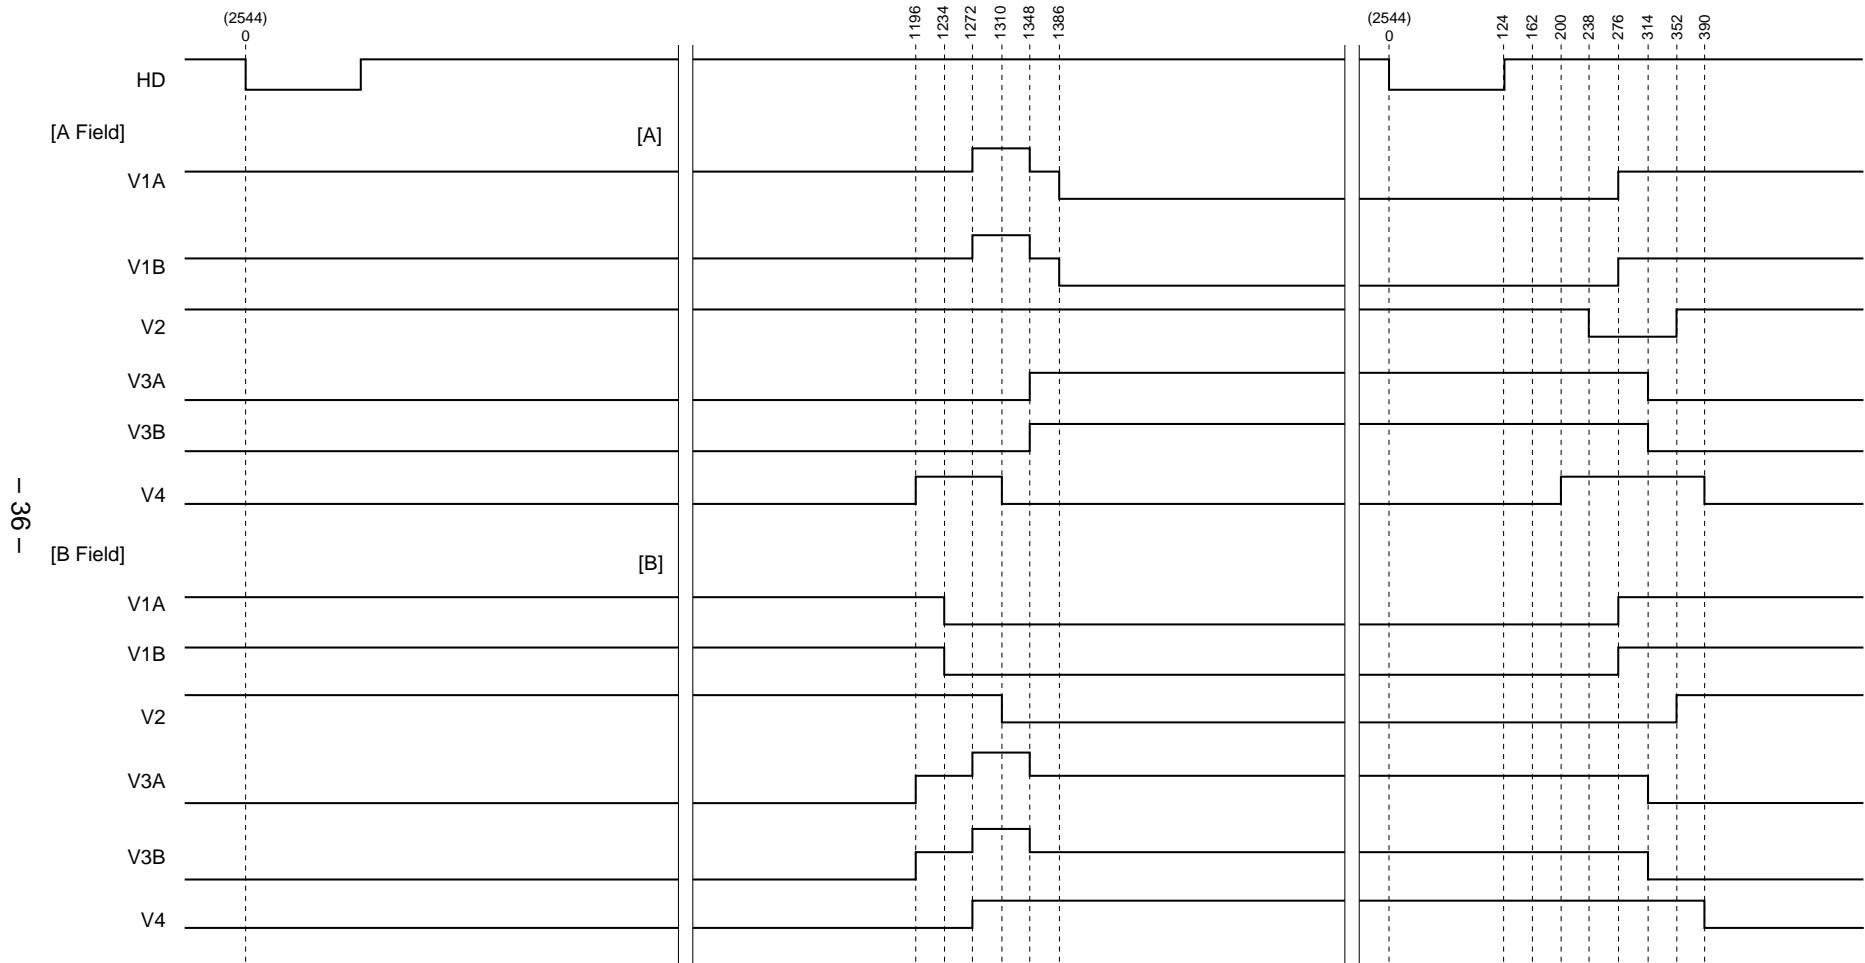 (2544)
0
1196
1234
1272
1310
1348
1386
(2544)
0
124
162
200
238
276
314
352
390
HD
[A Field]
[A]
V1A
V1B
V2
V3A
V3B
V4
– 36 –
[B Field]
[B]
V1A
V1B
V2
V3A
V3B
V4